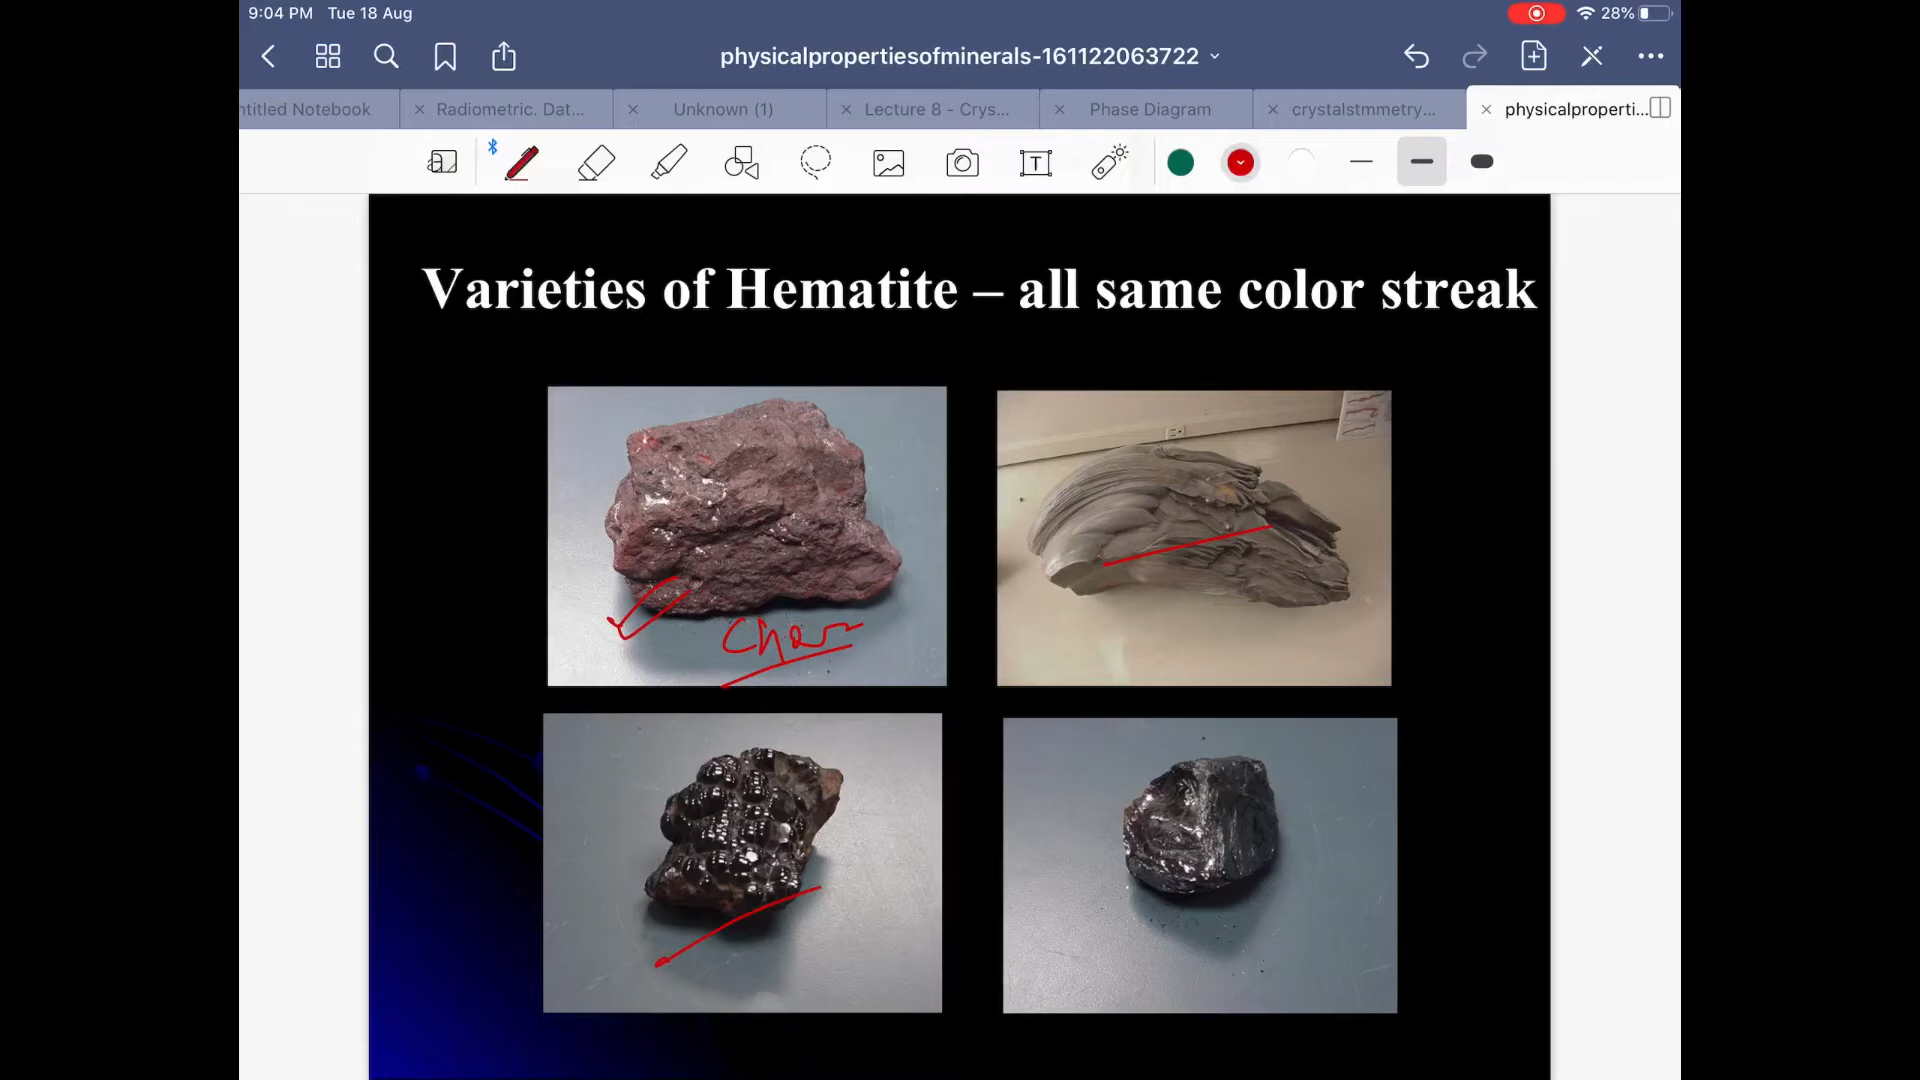 9:04 PM Tue 18 Aug
28%
physicalpropertiesofminerals-161122063722
ntitled Notebook
Radiometric. Dat...
Unknown (1)
Lecture 8 - Crys...
Phase Diagram
crystalstmmetry...
physicalproperti...
T
Varieties of Hematite – all same color streak